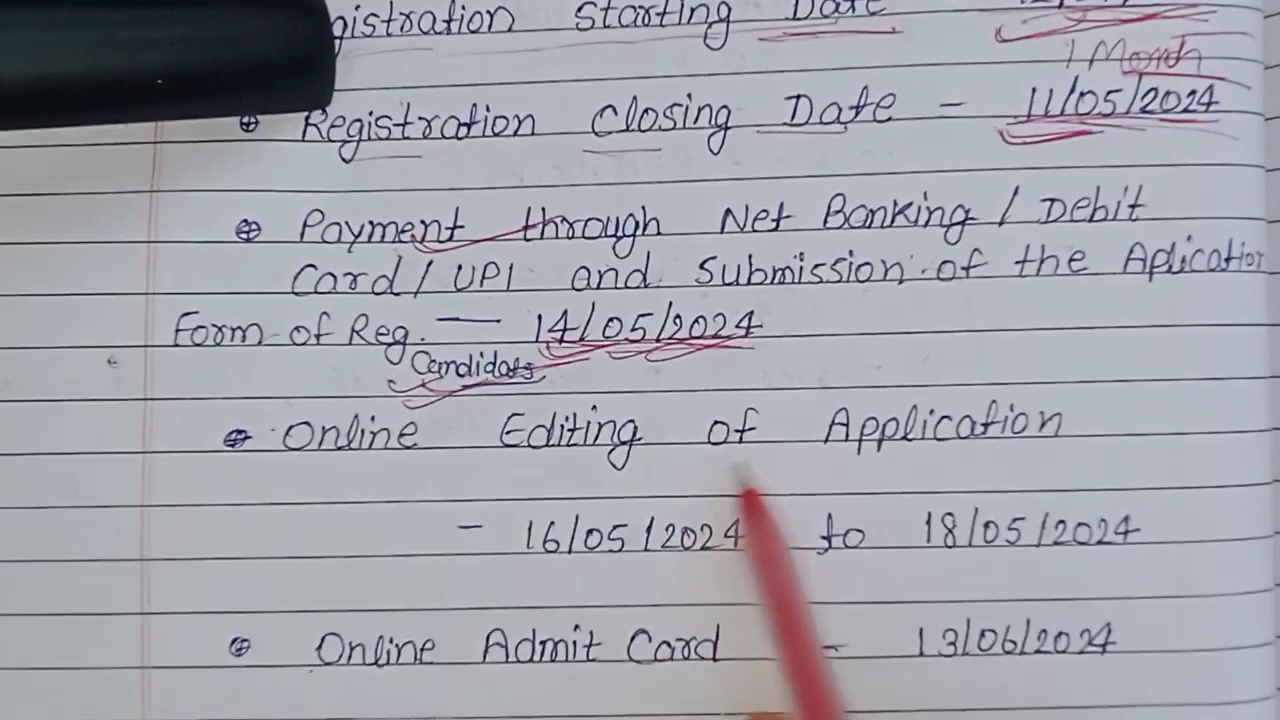 gistration Starting Date
1 Month
Registration Closing Date - 11/05/2024
Payment through Net Banking / Debit
Card / UPI and Submission of the Aplication
Form of Reg. — 14/05/2024
Candidates
Online Editing of Application
- 16/05/2024 to 18/05/2024
Online Admit Card - 13/06/2024